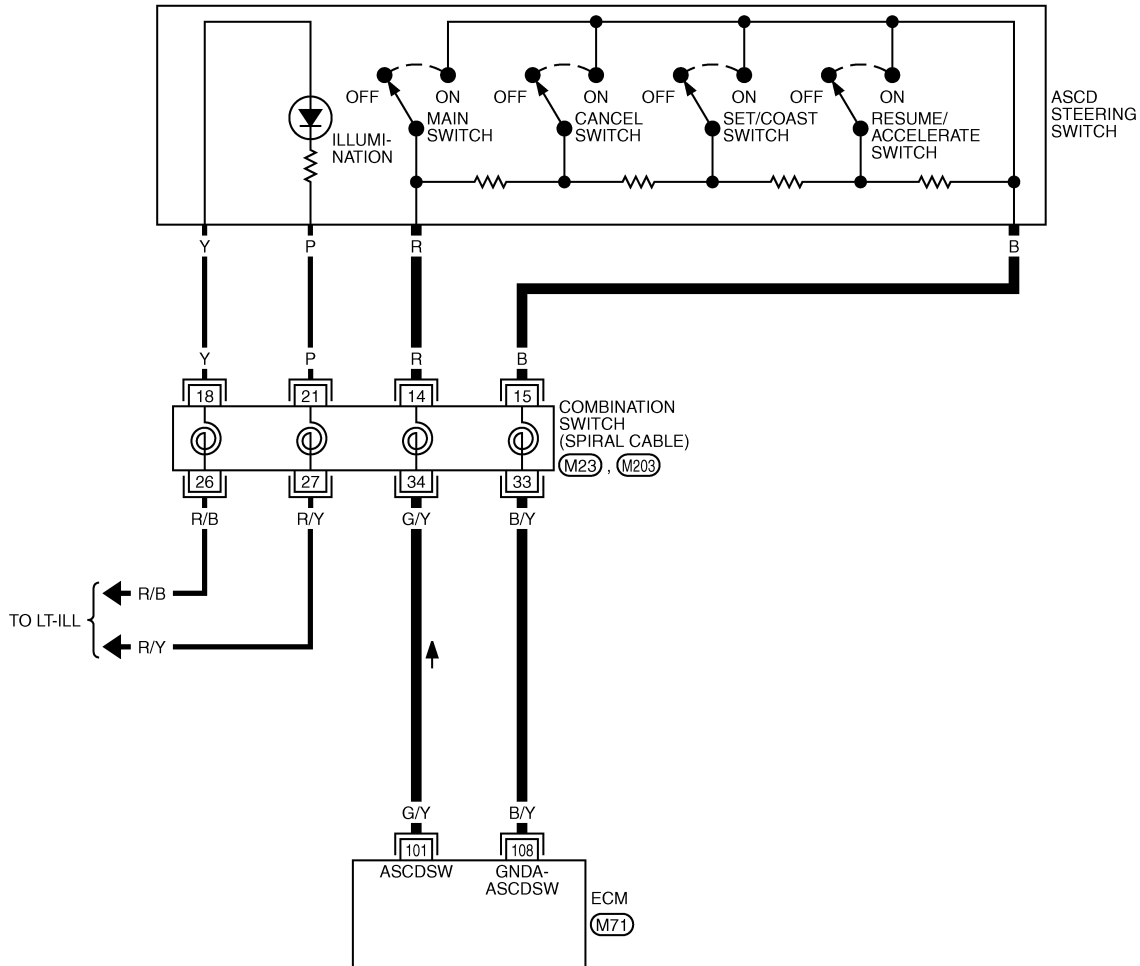 OFF
ON
MAIN
SWITCH
OFF
ON
CANCEL
SWITCH
OFF
ON
SET/COAST
SWITCH
OFF
ON
RESUME/
ACCELERATE
SWITCH
ASCD
STEERING
SWITCH
ILLUMI-
NATION
Y
P
R
B
Y
P
R
B
18
21
14
15
COMBINATION
SWITCH
(SPIRAL CABLE)
M23 , M203
26
27
34
33
R/B
R/Y
G/Y
B/Y
TO LT-ILL
R/B
R/Y
G/Y
B/Y
101
108
ASCDSW
GNDA-
ASCDSW
ECM
M71